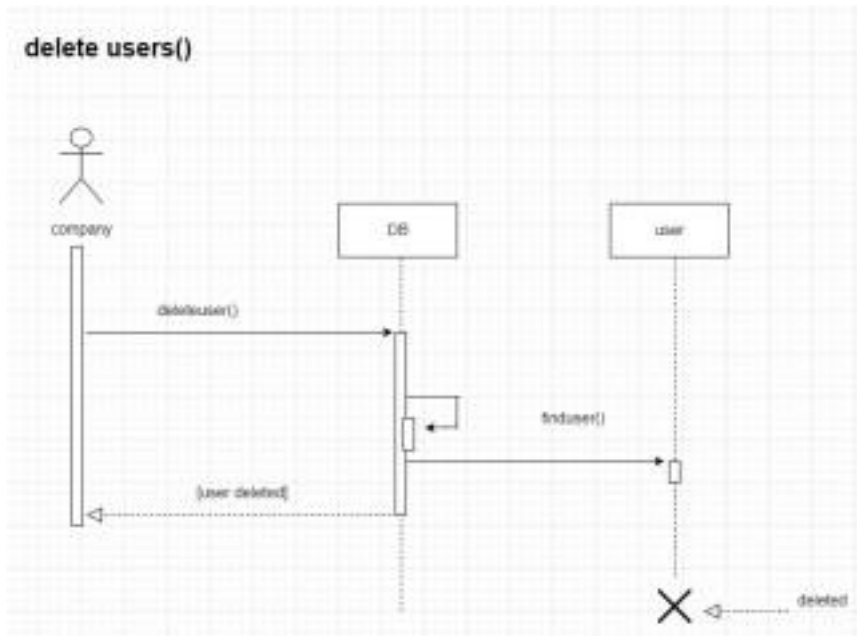 delete users()
company
DB
user
deleteuser()
finduser()
[user deleted]
deleted